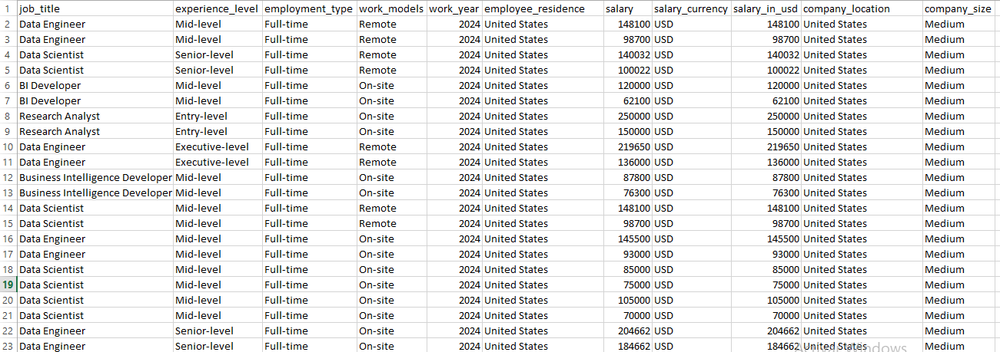 1 job_title experience_level employment_type work_models work_year employee_residence salary salary_currency salary_in_usd company_location company_size
2 Data Engineer Mid-level Full-time Remote 2024 United States 148100 USD 148100 United States Medium
3 Data Engineer Mid-level Full-time Remote 2024 United States 98700 USD 98700 United States Medium
4 Data Scientist Senior-level Full-time Remote 2024 United States 140032 USD 140032 United States Medium
5 Data Scientist Senior-level Full-time Remote 2024 United States 100022 USD 100022 United States Medium
6 BI Developer Mid-level Full-time On-site 2024 United States 120000 USD 120000 United States Medium
7 BI Developer Mid-level Full-time On-site 2024 United States 62100 USD 62100 United States Medium
8 Research Analyst Entry-level Full-time On-site 2024 United States 250000 USD 250000 United States Medium
9 Research Analyst Entry-level Full-time On-site 2024 United States 150000 USD 150000 United States Medium
10 Data Engineer Executive-level Full-time Remote 2024 United States 219650 USD 219650 United States Medium
11 Data Engineer Executive-level Full-time Remote 2024 United States 136000 USD 136000 United States Medium
12 Business Intelligence Developer Mid-level Full-time On-site 2024 United States 87800 USD 87800 United States Medium
13 Business Intelligence Developer Mid-level Full-time On-site 2024 United States 76300 USD 76300 United States Medium
14 Data Scientist Mid-level Full-time Remote 2024 United States 148100 USD 148100 United States Medium
15 Data Scientist Mid-level Full-time Remote 2024 United States 98700 USD 98700 United States Medium
16 Data Engineer Mid-level Full-time On-site 2024 United States 145500 USD 145500 United States Medium
17 Data Engineer Mid-level Full-time On-site 2024 United States 93000 USD 93000 United States Medium
18 Data Scientist Mid-level Full-time On-site 2024 United States 85000 USD 85000 United States Medium
19 Data Scientist Mid-level Full-time On-site 2024 United States 75000 USD 75000 United States Medium
20 Data Scientist Mid-level Full-time On-site 2024 United States 105000 USD 105000 United States Medium
21 Data Scientist Mid-level Full-time On-site 2024 United States 70000 USD 70000 United States Medium
22 Data Engineer Senior-level Full-time On-site 2024 United States 204662 USD 204662 United States Medium
23 Data Engineer Senior-level Full-time On-site 2024 United States 184662 USD 184662 United States Medium
Windows